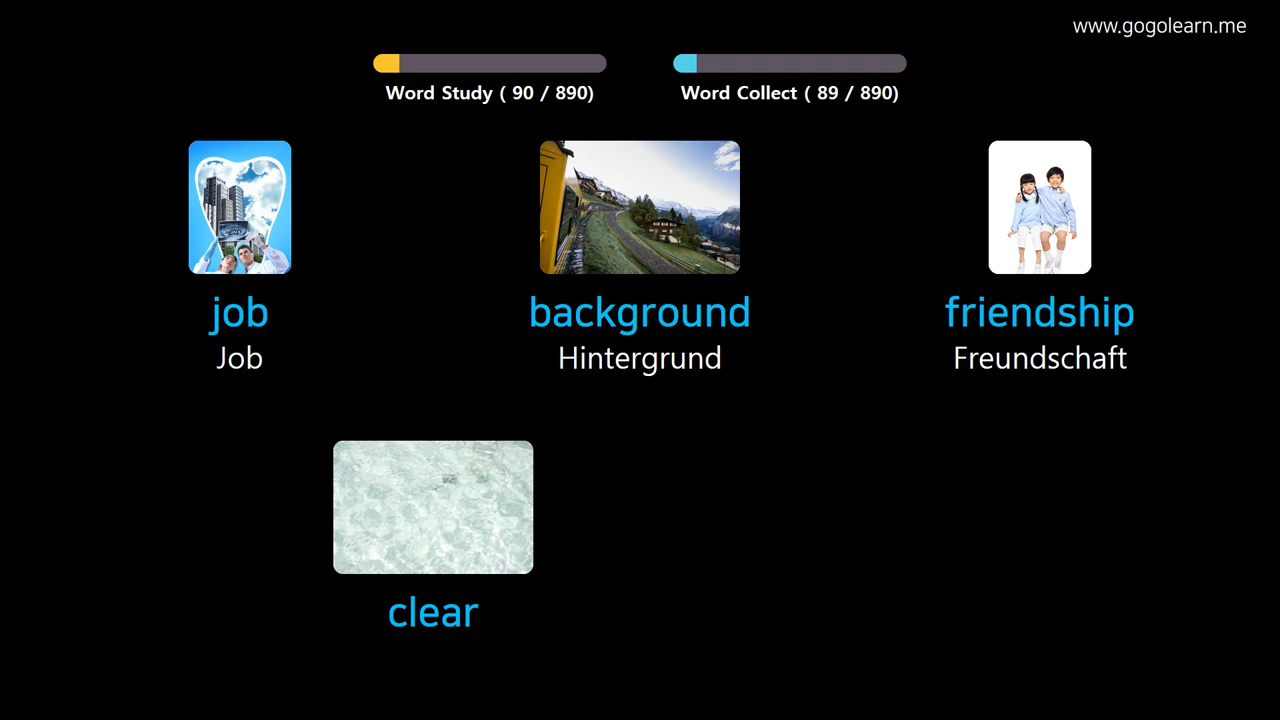 www.gogolearn.me
Word Study ( 90 / 890)
Word Collect ( 89 / 890)
job
background
friendship
Job
Hintergrund
Freundschaft
clear